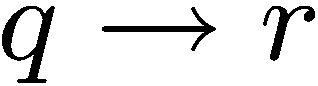 q → r